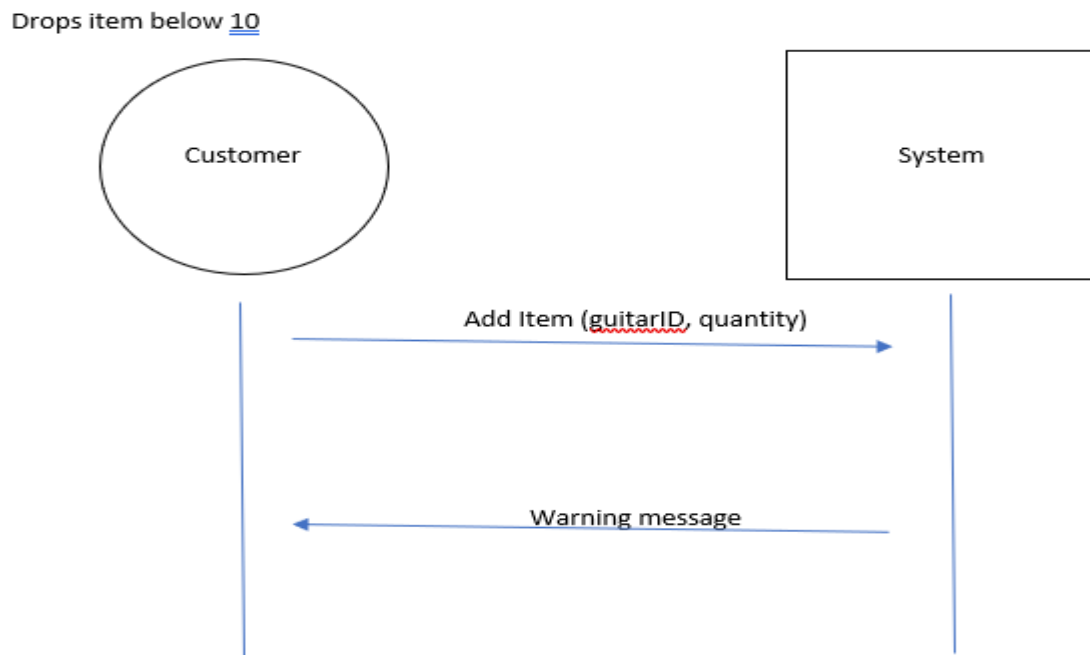 Drops item below 10
Customer
System
Add Item (guitarID, quantity)
Warning message